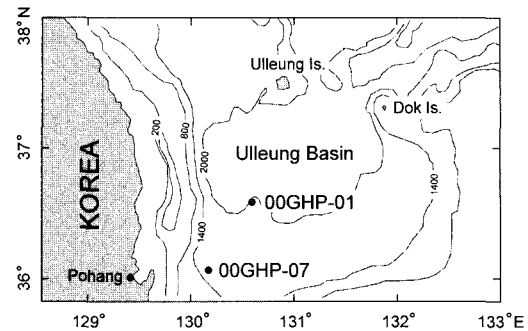 38°N
37°
36°
KOREA
Ulleung Is.
Dok Is.
Ulleung Basin
200
800
2000
1400
1400
00GHP-01
00GHP-07
Pohang
129°
130°
131°
132°
133°E